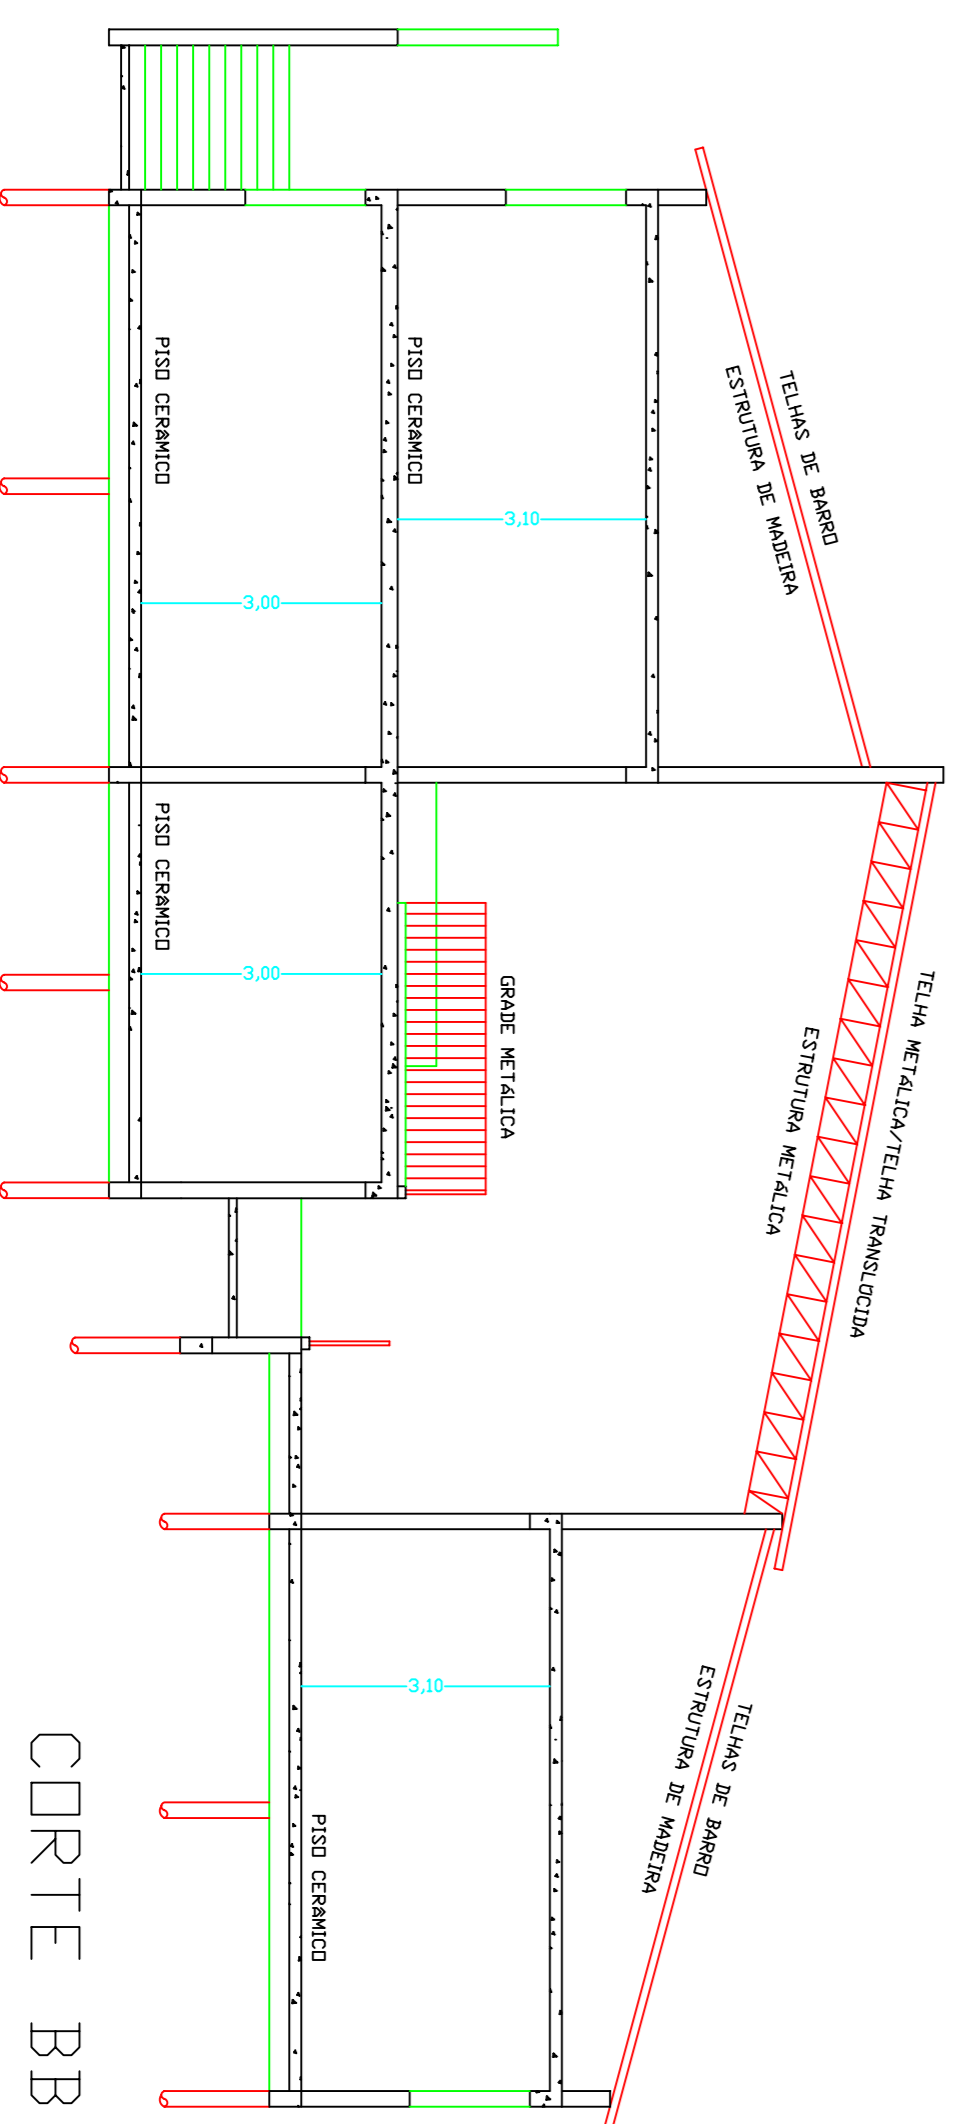 TELHAS DE BARRO
ESTRUTURA DE MADEIRA
TELHA METÁLICA/TELHA TRANSLÚCIDA
ESTRUTURA METÁLICA
TELHAS DE BARRO
ESTRUTURA DE MADEIRA
3,10
GRADE METÁLICA
PISO CERÂMICO
3,10
3,00
3,00
PISO CERÂMICO
PISO CERÂMICO
PISO CERÂMICO
CORTE BB